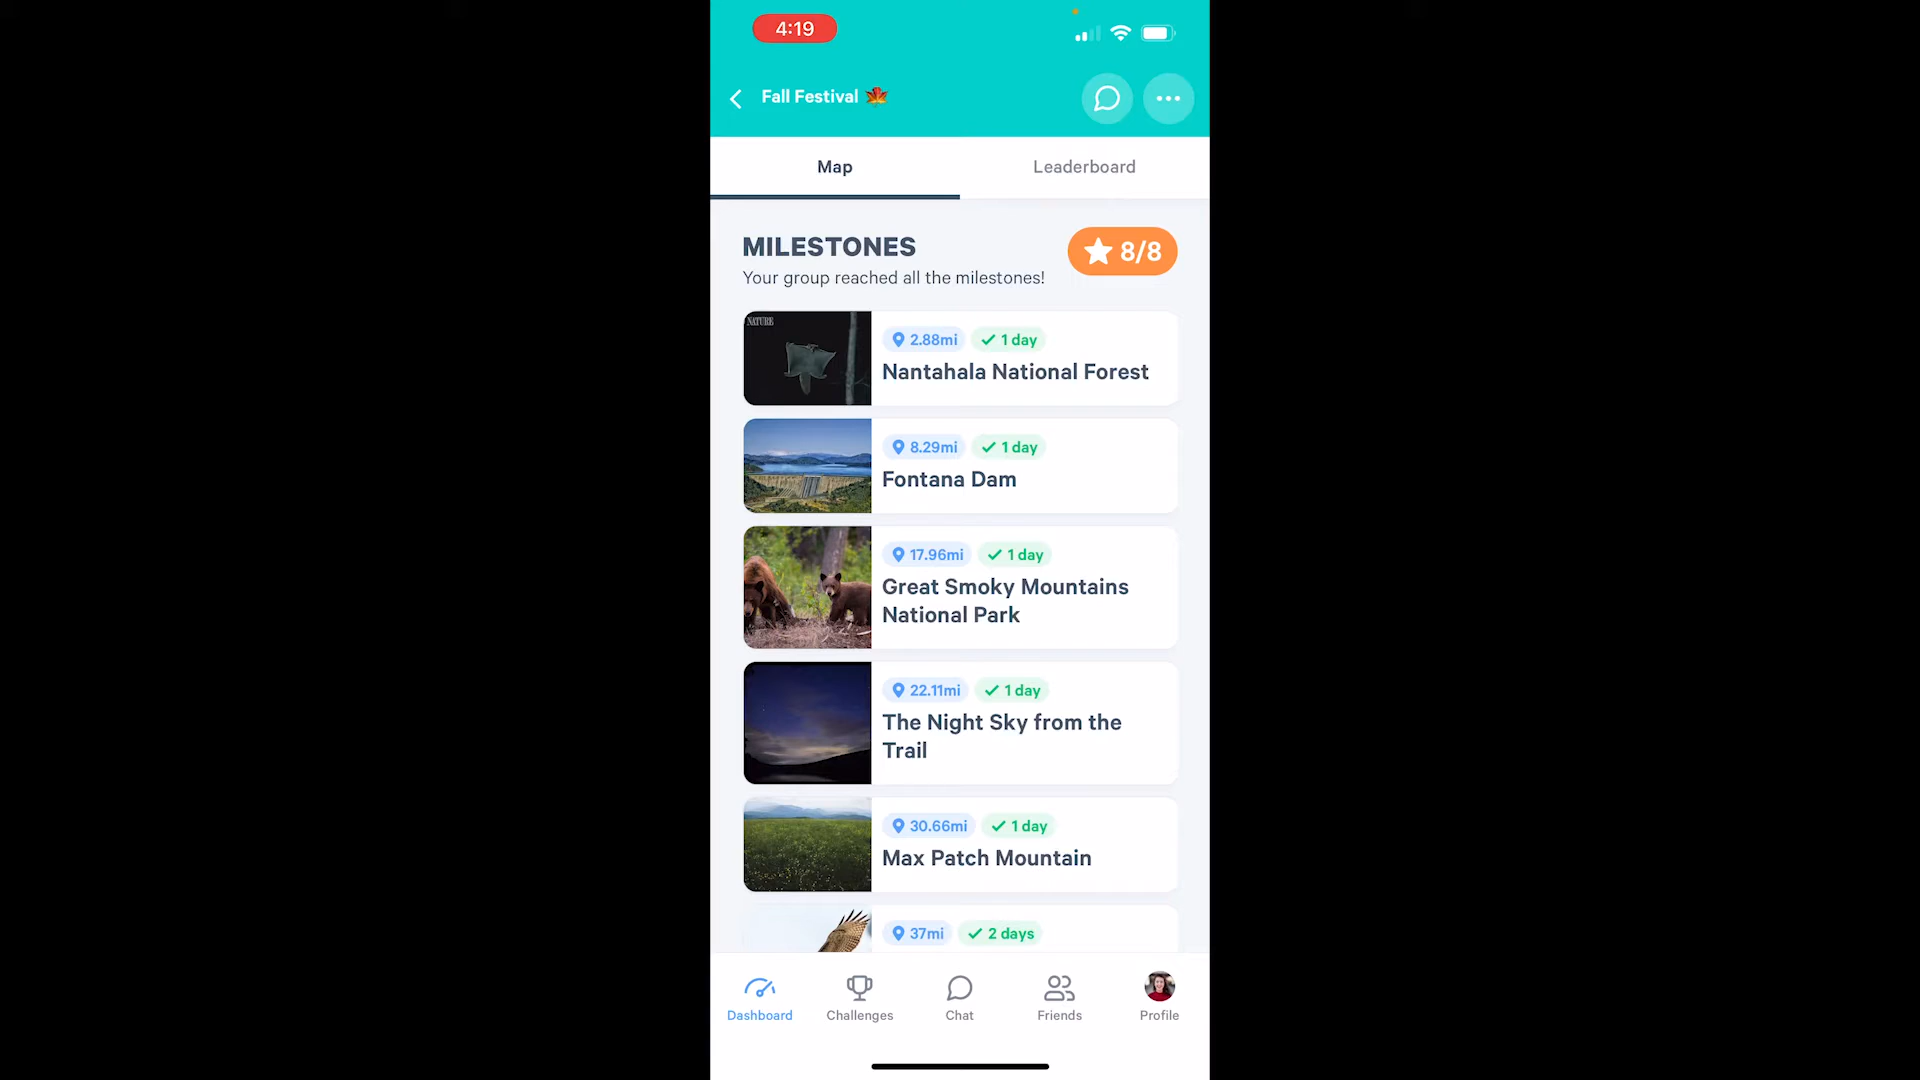 4:19
Fall Festival 🍁
Map
Leaderboard
MILESTONES
8/8
Your group reached all the milestones!
NATURE
2.88mi
1 day
Nantahala National Forest
8.29mi
1 day
Fontana Dam
17.96mi
1 day
Great Smoky Mountains
National Park
22.11mi
1 day
The Night Sky from the
Trail
30.66mi
1 day
Max Patch Mountain
37mi
2 days
Dashboard
Challenges
Chat
Friends
Profile